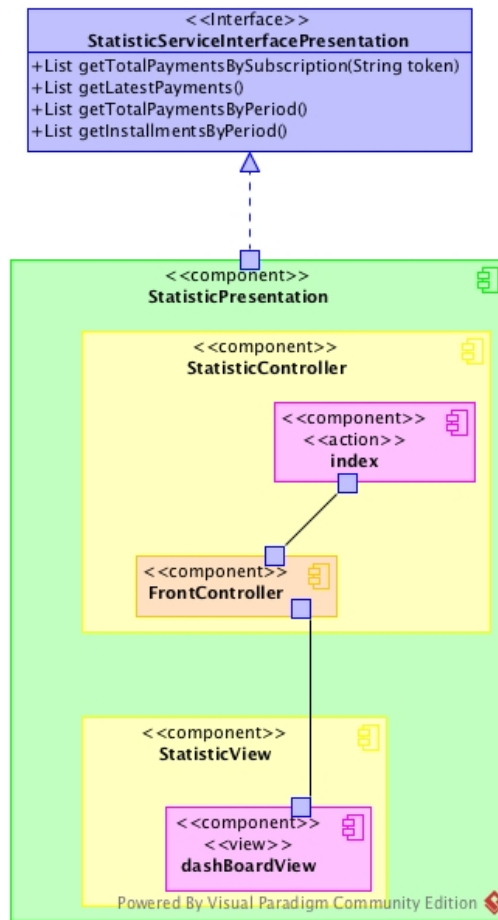 <<Interface>>
StatisticServiceInterfacePresentation
+List getTotalPaymentsBySubscription(String token)
+List getLatestPayments()
+List getTotalPaymentsByPeriod()
+List getInstallmentsByPeriod()
<<component>>
StatisticPresentation
<<component>>
StatisticController
<<component>>
<<action>>
index
<<component>>
FrontController
<<component>>
StatisticView
<<component>>
<<view>>
dashBoardView
Powered By Visual Paradigm Community Edition